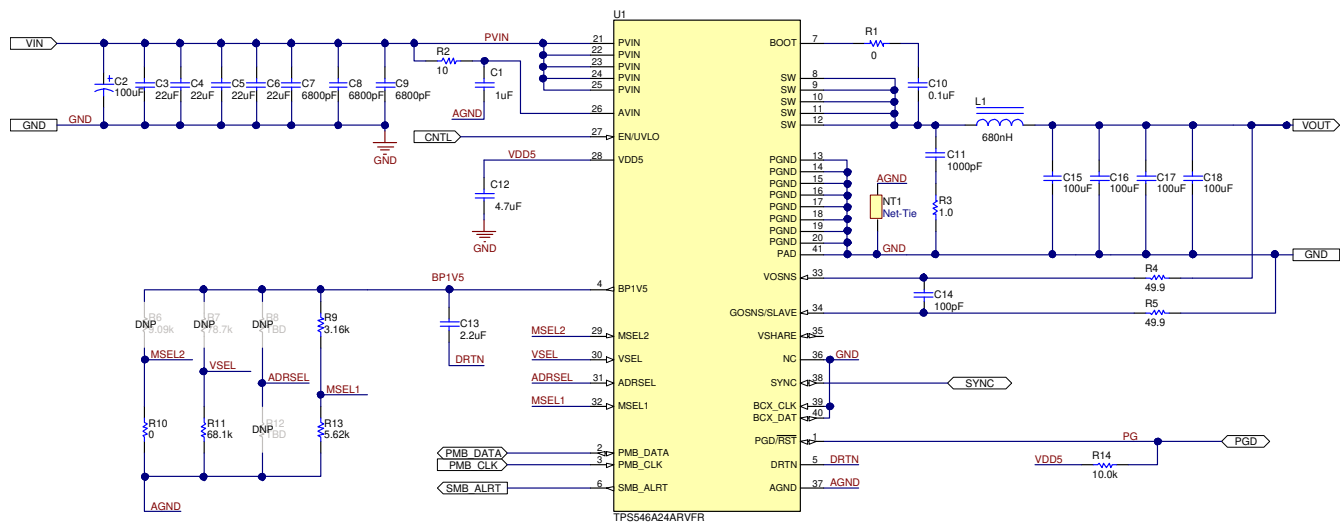 U1
VIN
PVIN
GND
GND
C2
100uF
C3
22uF
C4
22uF
C5
22uF
C6
22uF
C7
6800pF
C8
6800pF
C9
6800pF
R2
10
C1
1uF
AGND
CNTL
VDD5
C12
4.7uF
GND
21
PVIN
22
PVIN
23
PVIN
24
PVIN
25
PVIN
26
AVIN
27
EN/UVLO
28
VDD5
4
BP1V5
29
MSEL2
30
VSEL
31
ADRSEL
32
MSEL1
2
PMB_DATA
3
PMB_CLK
6
SMB_ALRT
BP1V5
R6
9.09k
DNP
R7
78.7k
DNP
R8
TBD
DNP
R9
3.16k
C13
2.2uF
DRTN
MSEL2
VSEL
ADRSEL
MSEL1
R10
0
R11
68.1k
R12
TBD
DNP
R13
5.62k
AGND
MSEL2
VSEL
ADRSEL
MSEL1
PMB_DATA
PMB_CLK
SMB_ALRT
TPS546A24ARVFR
BOOT
7
SW
8
SW
9
SW
10
SW
11
SW
12
PGND
13
PGND
14
PGND
15
PGND
16
PGND
17
PGND
18
PGND
19
PGND
20
PAD
41
VOSNS
33
GOSNS/SLAVE
34
VSHARE
35
NC
36
SYNC
38
BCX_CLK
39
BCX_DAT
40
PGD/RST
1
DRTN
5
AGND
37
R1
0
C10
0.1uF
L1
680nH
C11
1000pF
R3
1.0
AGND
NT1
Net-Tie
GND
C15
100uF
C16
100uF
C17
100uF
C18
100uF
VOUT
GND
R4
49.9
R5
49.9
C14
100pF
GND
SYNC
PG
PGD
VDD5
R14
10.0k
DRTN
AGND